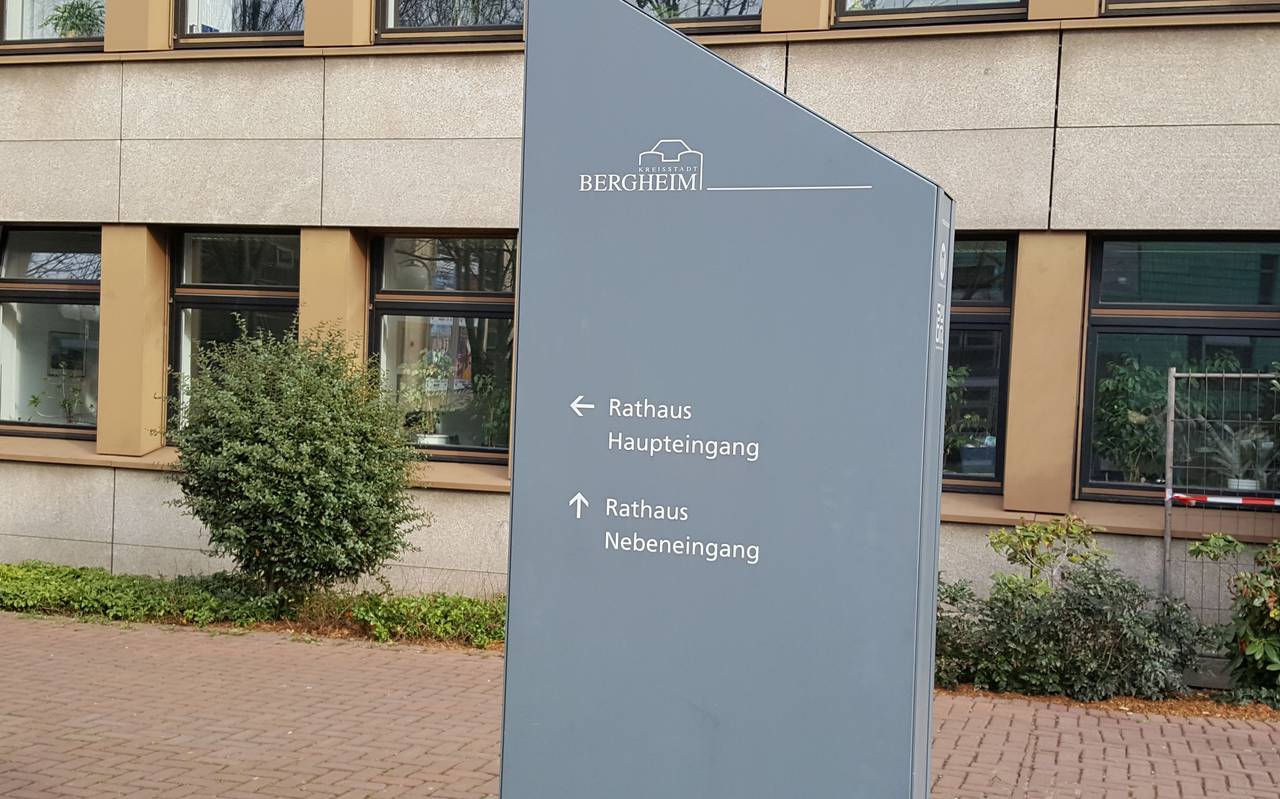 KREISSTADT
BERGHEIM
← Rathaus
Haupteingang
↑ Rathaus
Nebeneingang